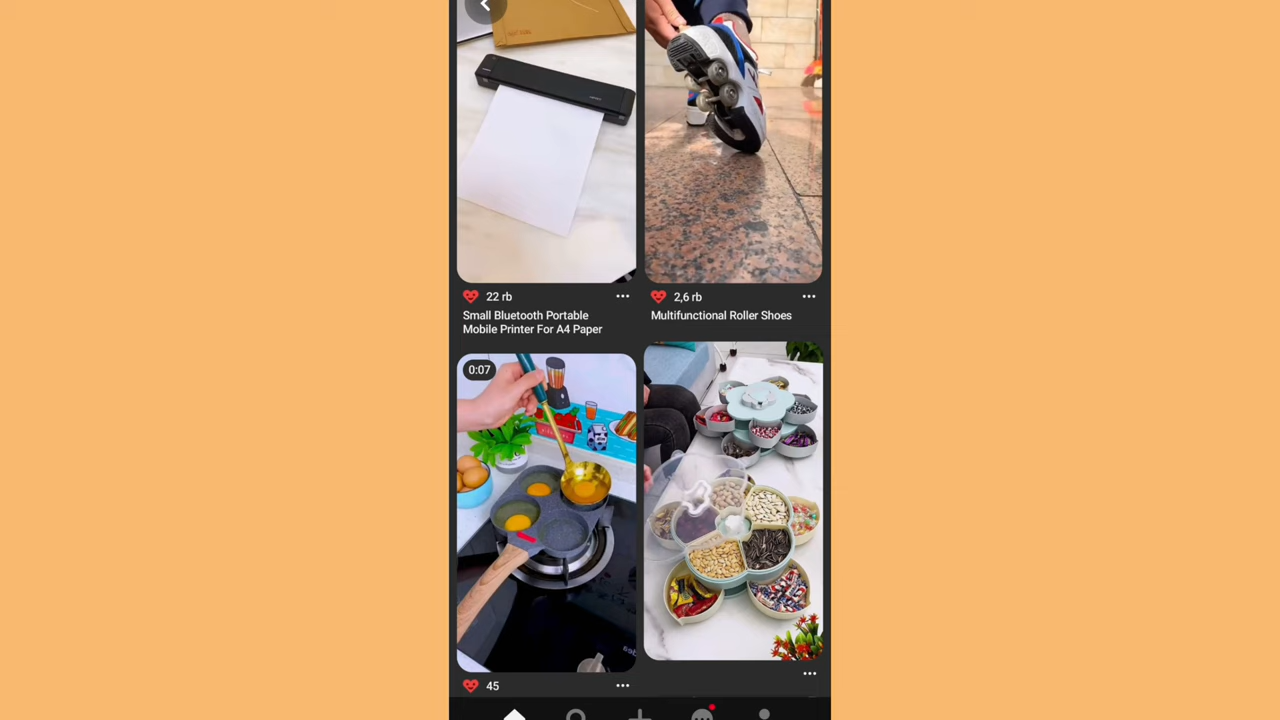 22 rb
Small Bluetooth Portable
Mobile Printer For A4 Paper
2,6 rb
Multifunctional Roller Shoes
0:07
45